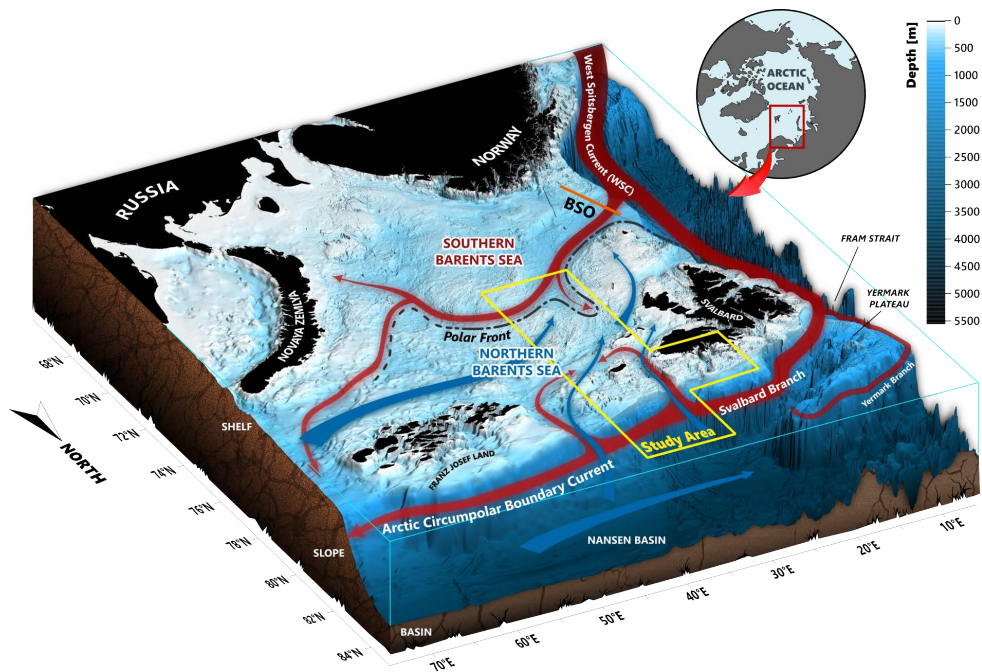 Depth [m]
0
500
1000
1500
2000
2500
3000
3500
4000
4500
5000
5500
ARCTIC
OCEAN
West Spitsbergen Current (WSC)
NORWAY
RUSSIA
BSO
SOUTHERN
BARENTS SEA
FRAM STRAIT
YERMARK
PLATEAU
SVALBARD
NOVAYA ZEMLYA
Polar Front
NORTHERN
BARENTS SEA
Svalbard Branch
Yermark Branch
SHELF
FRANZ JOSEF LAND
Study Area
Arctic Circumpolar Boundary Current
NANSEN BASIN
SLOPE
BASIN
NORTH
68°N
70°N
72°N
74°N
76°N
78°N
80°N
82°N
84°N
70°E
60°E
50°E
40°E
30°E
20°E
10°E